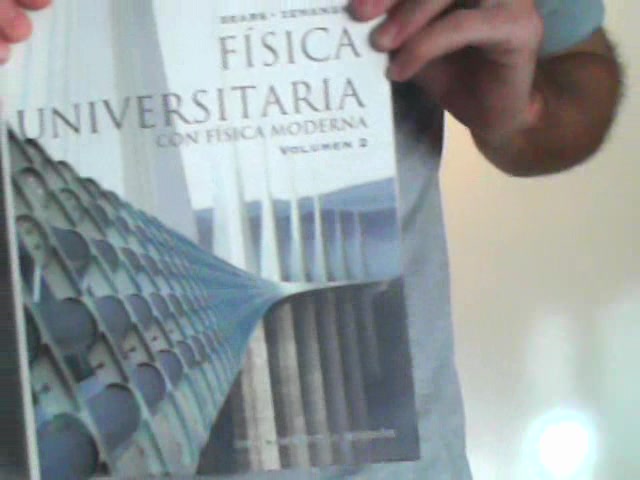 SEARS · ZEMANSKY
FÍSICA
UNIVERSITARIA
CON FÍSICA MODERNA
VOLUMEN 2